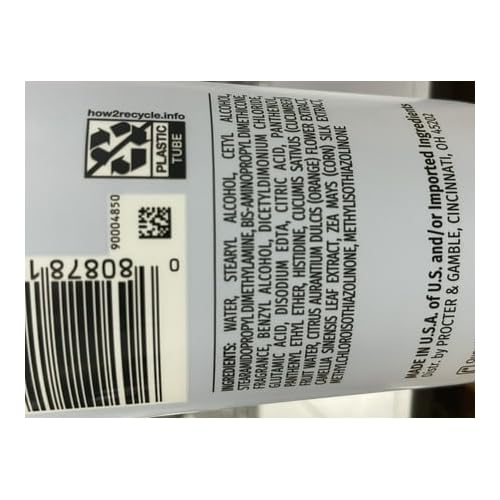 how2recycle.info
PLASTIC
TUBE
90004850
0
80878 1
INGREDIENTS: WATER, STEARYL ALCOHOL, CETYL ALCOHOL,
STEARAMIDOPROPYL DIMETHYLAMINE, BIS-AMINOPROPYL DIMETHICONE,
FRAGRANCE, BENZYL ALCOHOL, DICETYLDIMONIUM CHLORIDE,
GLUTAMIC ACID, DISODIUM EDTA, CITRIC ACID, PANTHENOL,
PANTHENYL ETHYL ETHER, HISTIDINE, CUCUMIS SATIVUS (CUCUMBER)
FRUIT WATER, CITRUS AURANTIUM DULCIS (ORANGE) FLOWER EXTRACT,
CAMELLIA SINENSIS LEAF EXTRACT, ZEA MAYS (CORN) SILK EXTRACT,
METHYLCHLOROISOTHIAZOLINONE, METHYLISOTHIAZOLINONE
MADE IN U.S.A. of U.S. and/or Imported Ingredients
Distr. by PROCTER & GAMBLE, CINCINNATI, OH 45202